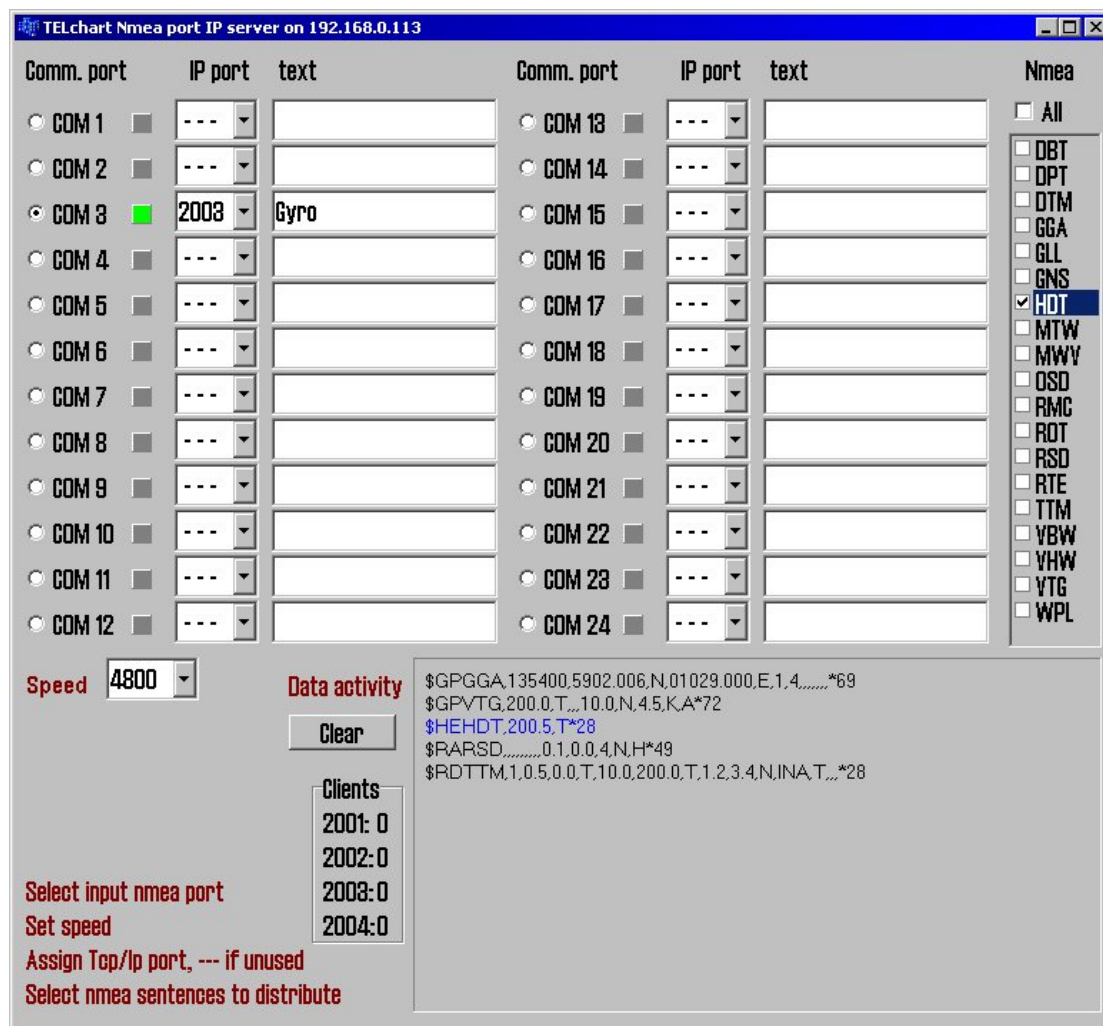 TELchart Nmea port IP server on 192.168.0.113
Comm. port IP port text Comm. port IP port text Nmea
COM 1 --- COM 13 --- All
COM 2 --- COM 14 ---
COM 3 2003 Gyro COM 15 ---
COM 4 --- COM 16 ---
COM 5 --- COM 17 ---
COM 6 --- COM 18 ---
COM 7 --- COM 19 ---
COM 8 --- COM 20 ---
COM 9 --- COM 21 ---
COM 10 --- COM 22 ---
COM 11 --- COM 23 ---
COM 12 --- COM 24 ---
DBT
DPT
DTM
GGA
GLL
GNS
HDT
MTW
MWV
OSD
RMC
ROT
RSD
RTE
TTM
VBW
VHW
VTG
WPL
Speed 4800
Data activity
Clear
$GPGGA,135400,5902.006,N,01029.000,E,1,4,,,,,,,*69
$GPVTG,200.0,T,,,10.0,N,4.5,K,A*72
$HEHDT,200.5,T*28
$RARSD,,,,,,,,,0.1,0.0,4,N,H*49
$RDTTM,1,0.5,0.0,T,10.0,200.0,T,1.2,3.4,N,INA,T,,,*28
Clients
2001: 0
2002:0
2003:0
2004:0
Select input nmea port
Set speed
Assign Tcp/Ip port, --- if unused
Select nmea sentences to distribute